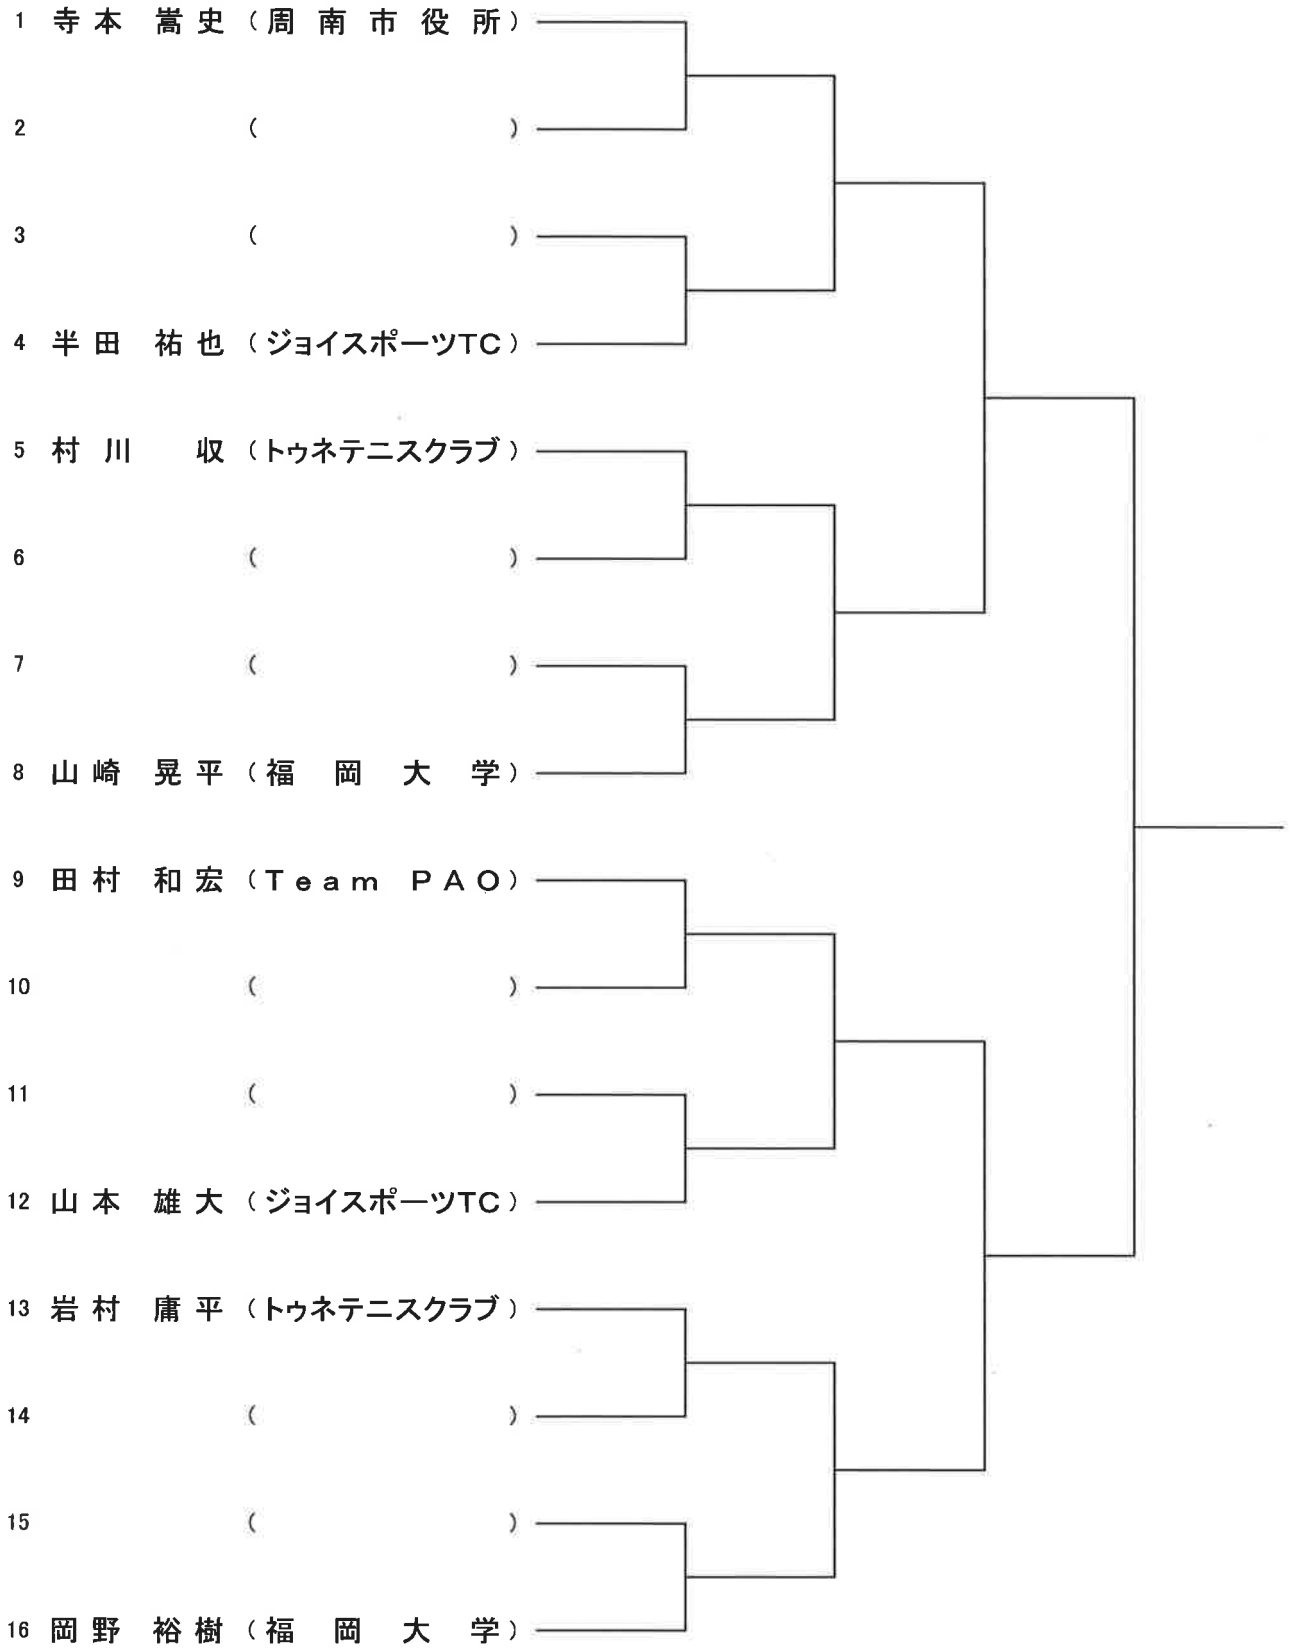 1 寺本 嵩史 (周南市役所)
2 ( )
3 ( )
4 半田 祐也 (ジョイスポーツTC)
5 村川 収 (トゥネテニスクラブ)
6 ( )
7 ( )
8 山崎 晃平 (福岡大学)
9 田村 和宏 (Team PAO)
10 ( )
11 ( )
12 山本 雄大 (ジョイスポーツTC)
13 岩村 庸平 (トゥネテニスクラブ)
14 ( )
15 ( )
16 岡野 裕樹 (福岡大学)